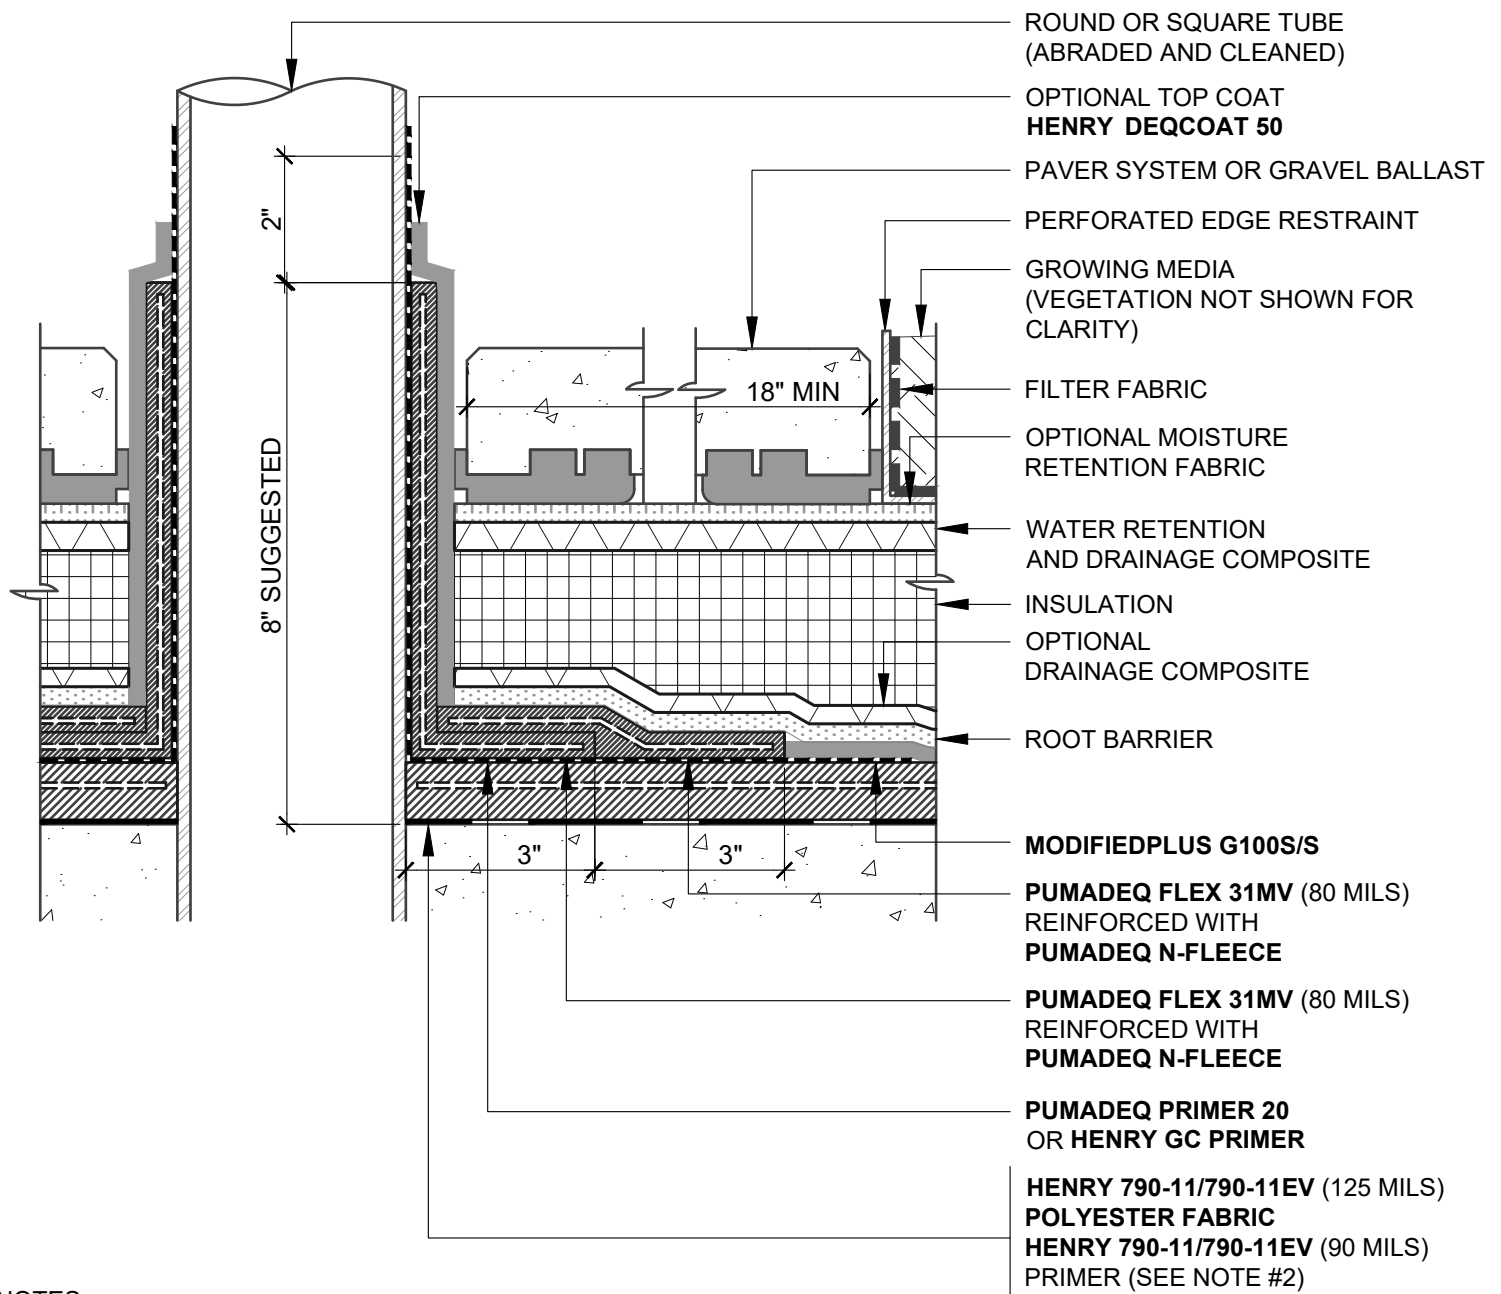 ROUND OR SQUARE TUBE
(ABRADED AND CLEANED)
OPTIONAL TOP COAT
HENRY DEQCOAT 50
PAVER SYSTEM OR GRAVEL BALLAST
PERFORATED EDGE RESTRAINT
GROWING MEDIA
(VEGETATION NOT SHOWN FOR
CLARITY)
FILTER FABRIC
OPTIONAL MOISTURE
RETENTION FABRIC
WATER RETENTION
AND DRAINAGE COMPOSITE
INSULATION
OPTIONAL
DRAINAGE COMPOSITE
ROOT BARRIER
MODIFIEDPLUS G100S/S
PUMADEQ FLEX 31MV (80 MILS)
REINFORCED WITH
PUMADEQ N-FLEECE
PUMADEQ FLEX 31MV (80 MILS)
REINFORCED WITH
PUMADEQ N-FLEECE
PUMADEQ PRIMER 20
OR HENRY GC PRIMER
HENRY 790-11/790-11EV (125 MILS)
POLYESTER FABRIC
HENRY 790-11/790-11EV (90 MILS)
PRIMER (SEE NOTE #2)
2"
8" SUGGESTED
18" MIN
3"
3"